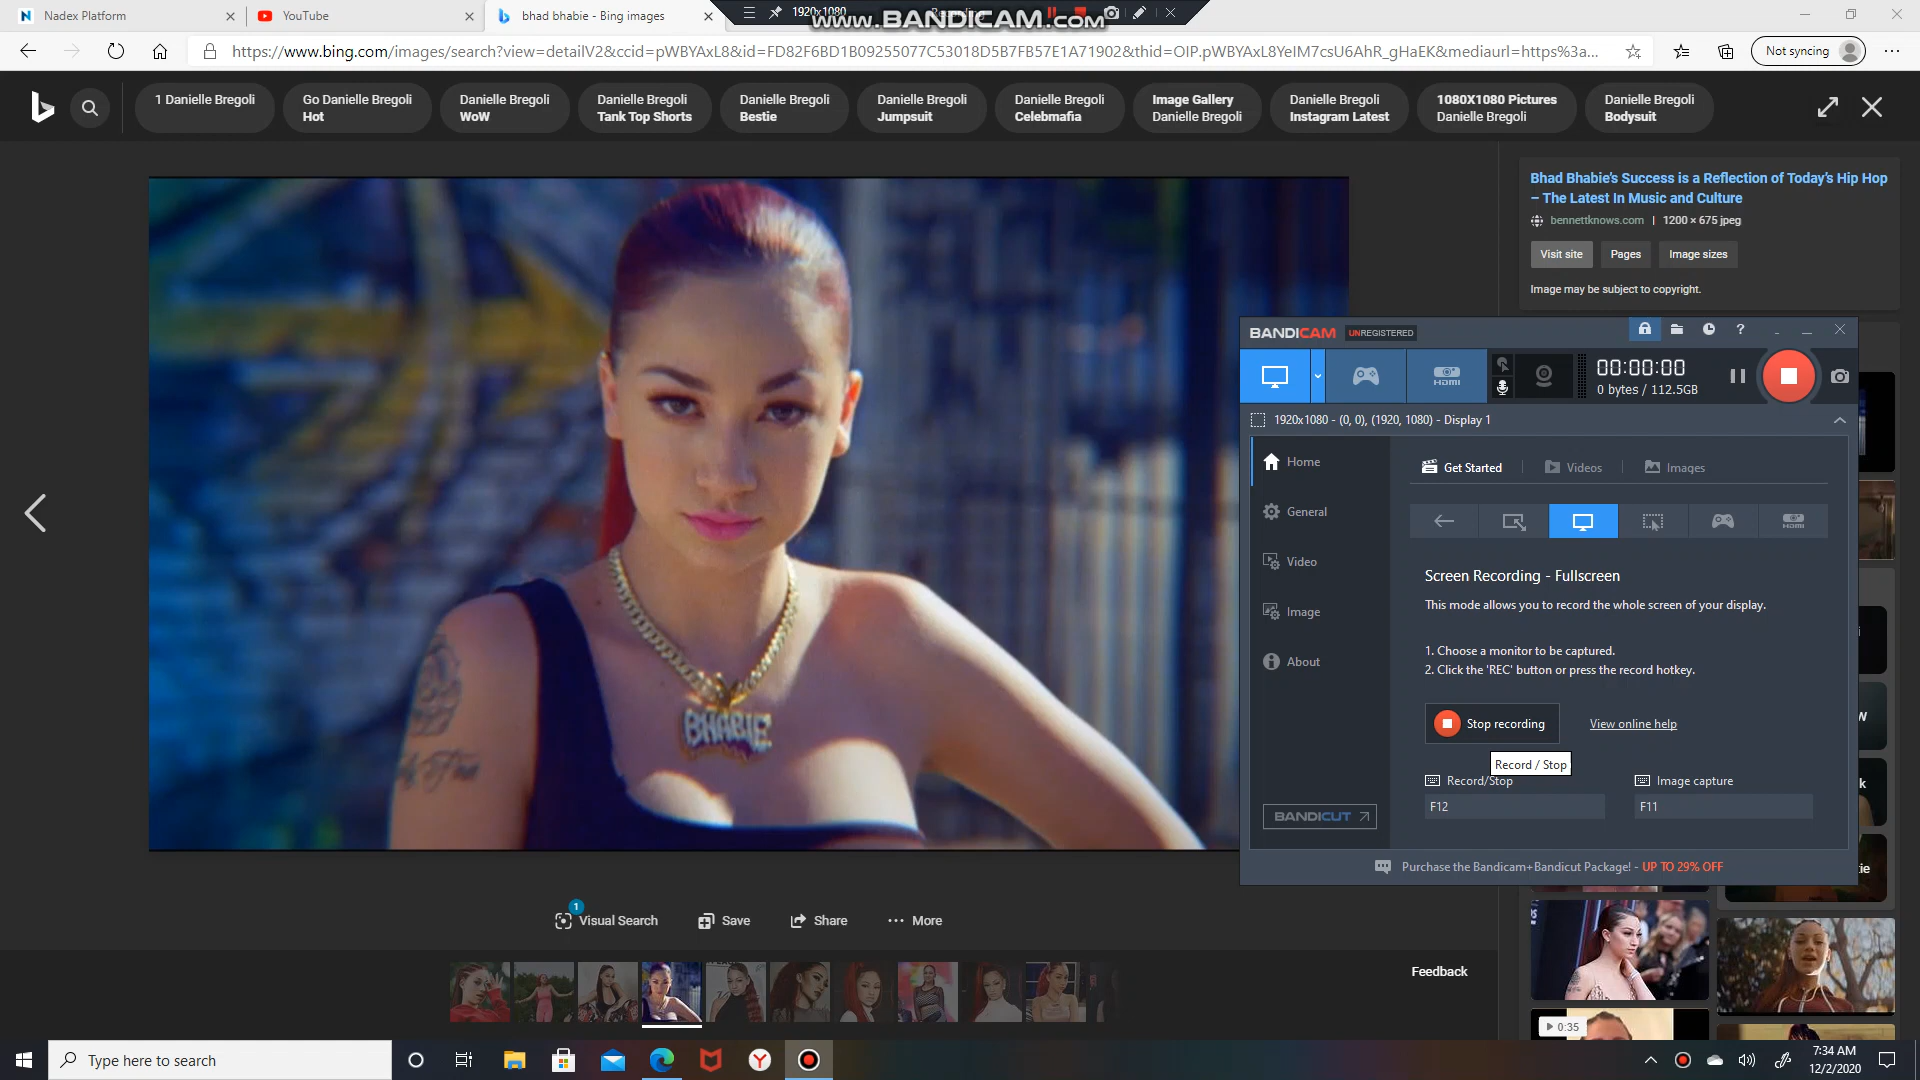 Nadex Platform
YouTube
bhad bhabie - Bing images
1920x1080
www.BANDICAM.com
https://www.bing.com/images/search?view=detailV2&ccid=pWBYAxL8&id=FD82F6BD1B09255077C53018D5B7FB57E1A71902&thid=OIP.pWBYAxL8YeIM7csU6AhR_gHaEK&mediaurl=https%3a...
Not syncing
1 Danielle Bregoli
Go Danielle Bregoli
Hot
Danielle Bregoli
WoW
Danielle Bregoli
Tank Top Shorts
Danielle Bregoli
Bestie
Danielle Bregoli
Jumpsuit
Danielle Bregoli
Celebmafia
Image Gallery
Danielle Bregoli
Danielle Bregoli
Instagram Latest
1080X1080 Pictures
Danielle Bregoli
Danielle Bregoli
Bodysuit
Bhad Bhabie's Success is a Reflection of Today's Hip Hop
– The Latest In Music and Culture
bennettknows.com | 1200 × 675 jpeg
Visit site
Pages
Image sizes
Image may be subject to copyright.
BANDICAM UNREGISTERED
HDMI
00:00:00
0 bytes / 112.5GB
1920x1080 - (0, 0), (1920, 1080) - Display 1
Home
General
Video
Image
About
BANDICUT
Get Started
Videos
Images
HDMI
Screen Recording - Fullscreen
This mode allows you to record the whole screen of your display.
1. Choose a monitor to be captured.
2. Click the 'REC' button or press the record hotkey.
Stop recording
View online help
Record / Stop
Record/Stop
Image capture
F12
F11
Purchase the Bandicam+Bandicut Package! - UP TO 29% OFF
BHABIE
1
Visual Search
Save
Share
More
Feedback
0:35
Type here to search
7:34 AM
12/2/2020